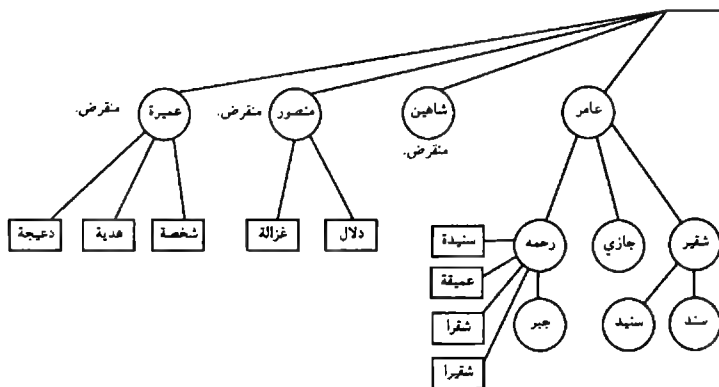 عامر
شاهين
منقرض.
منصور
منقرض.
عميرة
منقرض.
شقير
جازي
رحمه
سنيدة
عميقة
شقرا
شقيرا
سند
سنيد
جبر
دلال
غزالة
شخصة
هدية
دعيجة